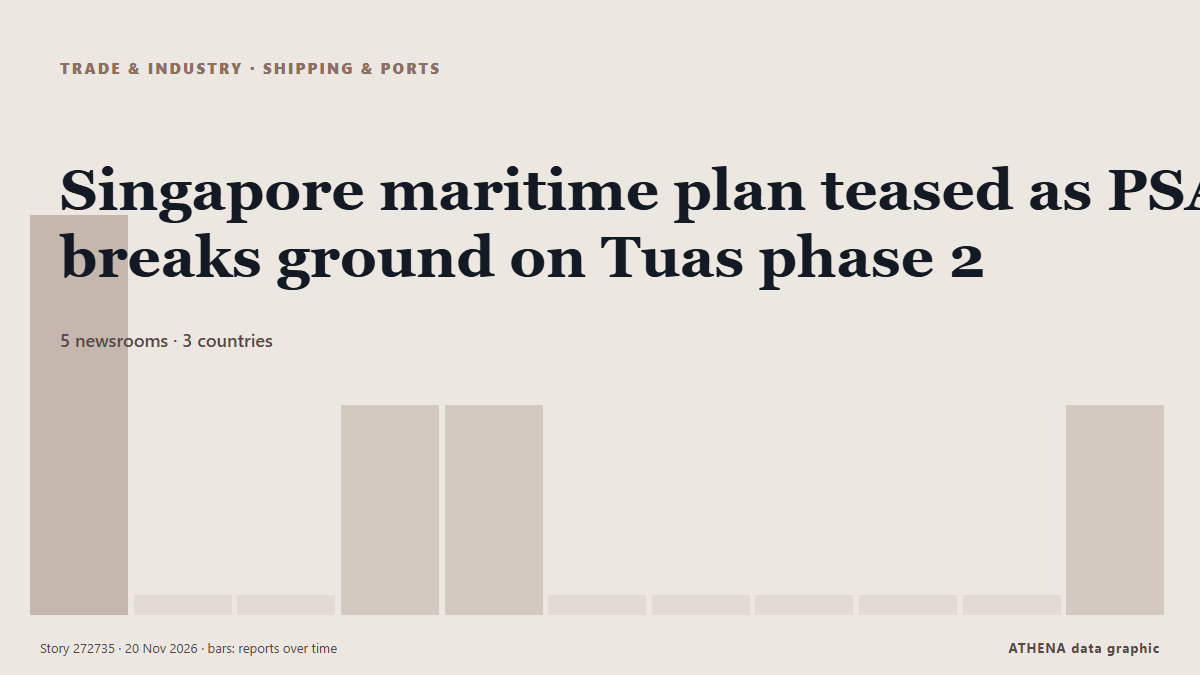 TRADE & INDUSTRY · SHIPPING & PORTS
Singapore maritime plan teased as PSA
breaks ground on Tuas phase 2
5 newsrooms · 3 countries
Story 272735 · 20 Nov 2026 · bars: reports over time
ATHENA data graphic